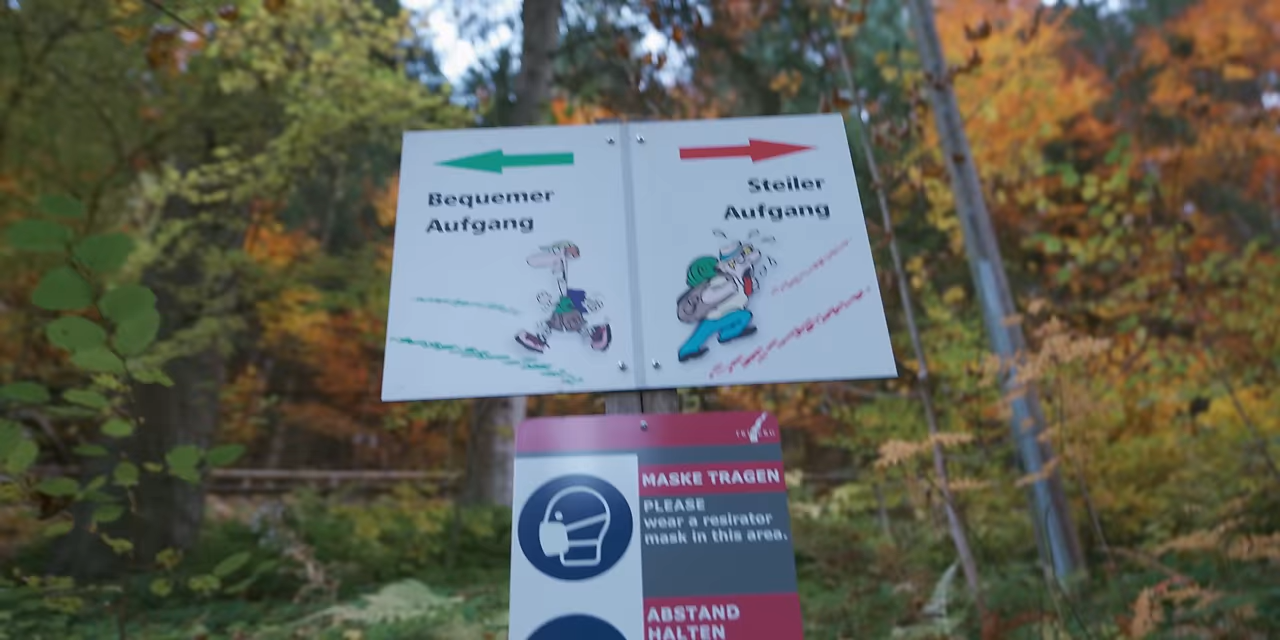 Bequemer
Aufgang
Steiler
Aufgang
MASKE TRAGEN
PLEASE
wear a resirator
mask in this area.
ABSTAND
HALTEN